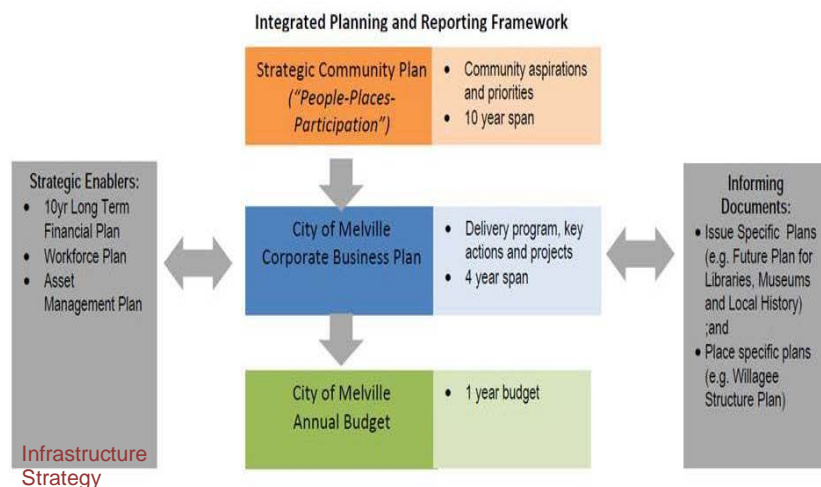 Integrated Planning and Reporting Framework
Strategic Community Plan
("People-Places-
Participation")
• Community aspirations
and priorities
• 10 year span
Strategic Enablers:
• 10yr Long Term
Financial Plan
• Workforce Plan
• Asset
Management Plan
Infrastructure
Strategy
City of Melville
Corporate Business Plan
• Delivery program, key
actions and projects
• 4 year span
Informing
Documents:
• Issue Specific Plans
(e.g. Future Plan for
Libraries, Museums
and Local History)
;and
• Place specific plans
(e.g. Willagee
Structure Plan)
City of Melville
Annual Budget
• 1 year budget